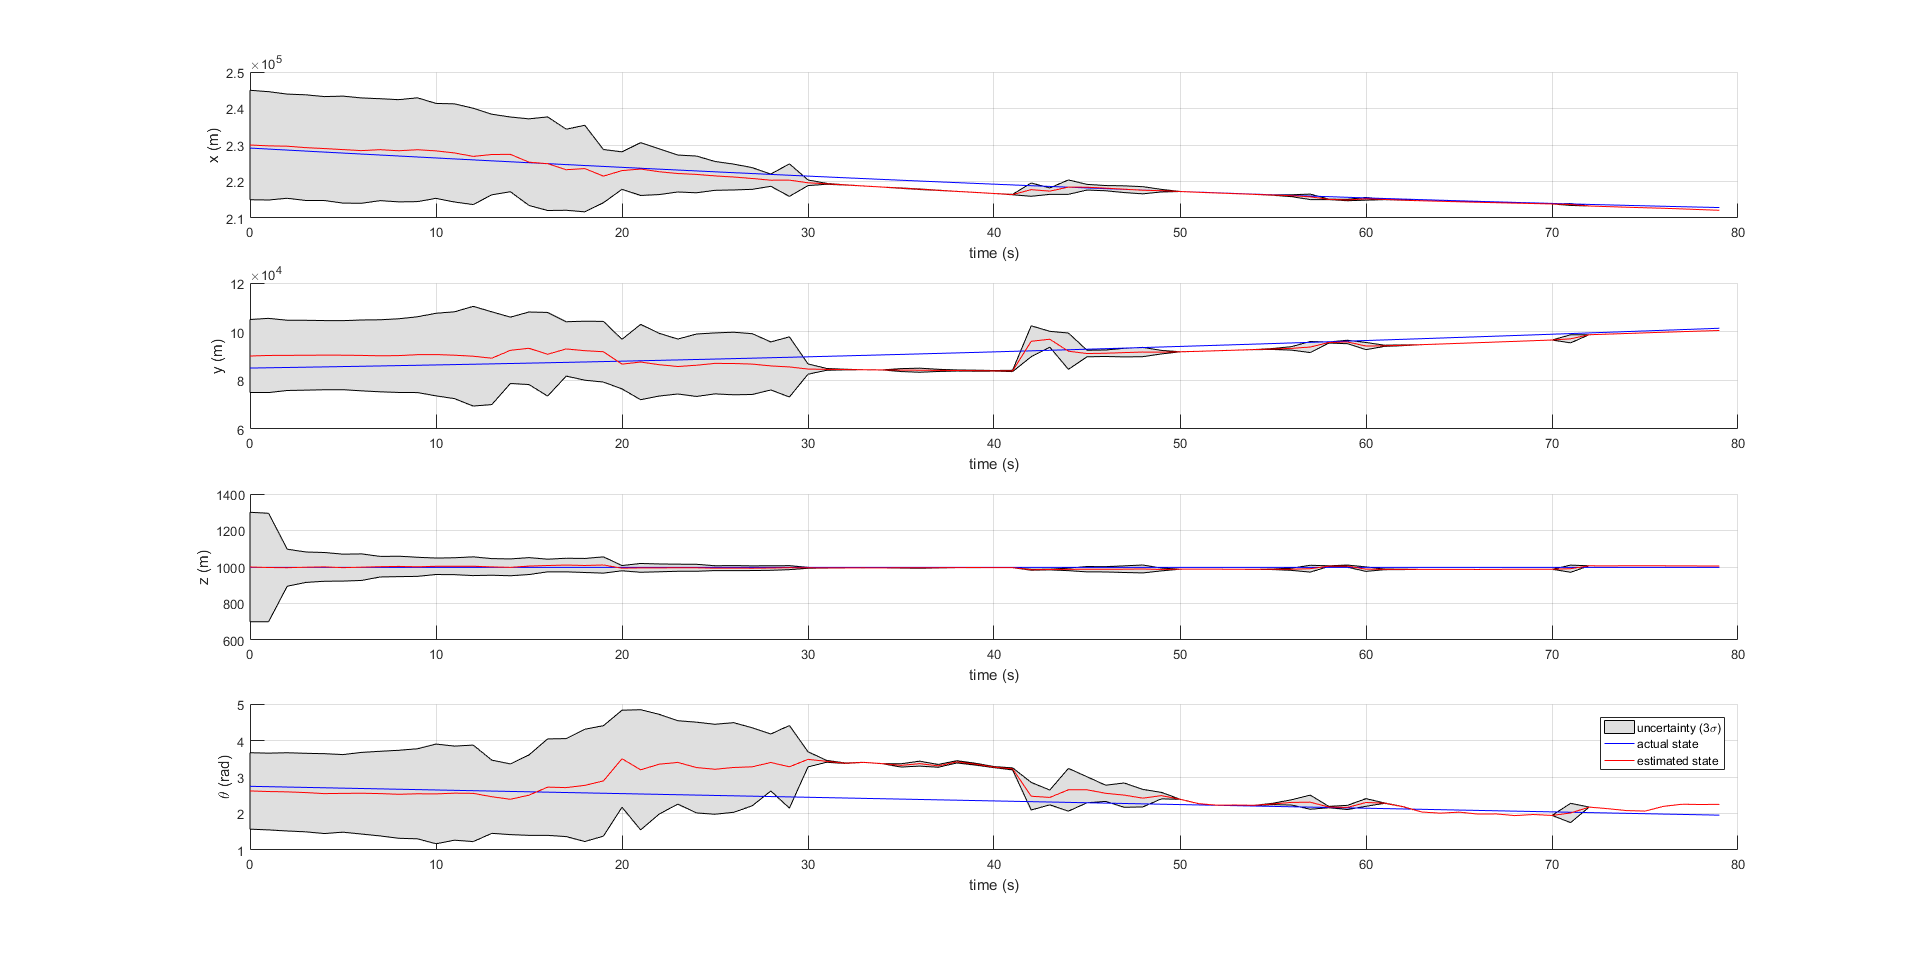 ×10^5
2.5
2.4
2.3
2.2
2.1
x (m)
0 10 20 30 40 50 60 70 80
time (s)
×10^4
12
10
8
6
y (m)
0 10 20 30 40 50 60 70 80
time (s)
1400
1200
1000
800
600
z (m)
0 10 20 30 40 50 60 70 80
time (s)
5
4
3
2
1
θ (rad)
uncertainty (3σ)
actual state
estimated state
0 10 20 30 40 50 60 70 80
time (s)